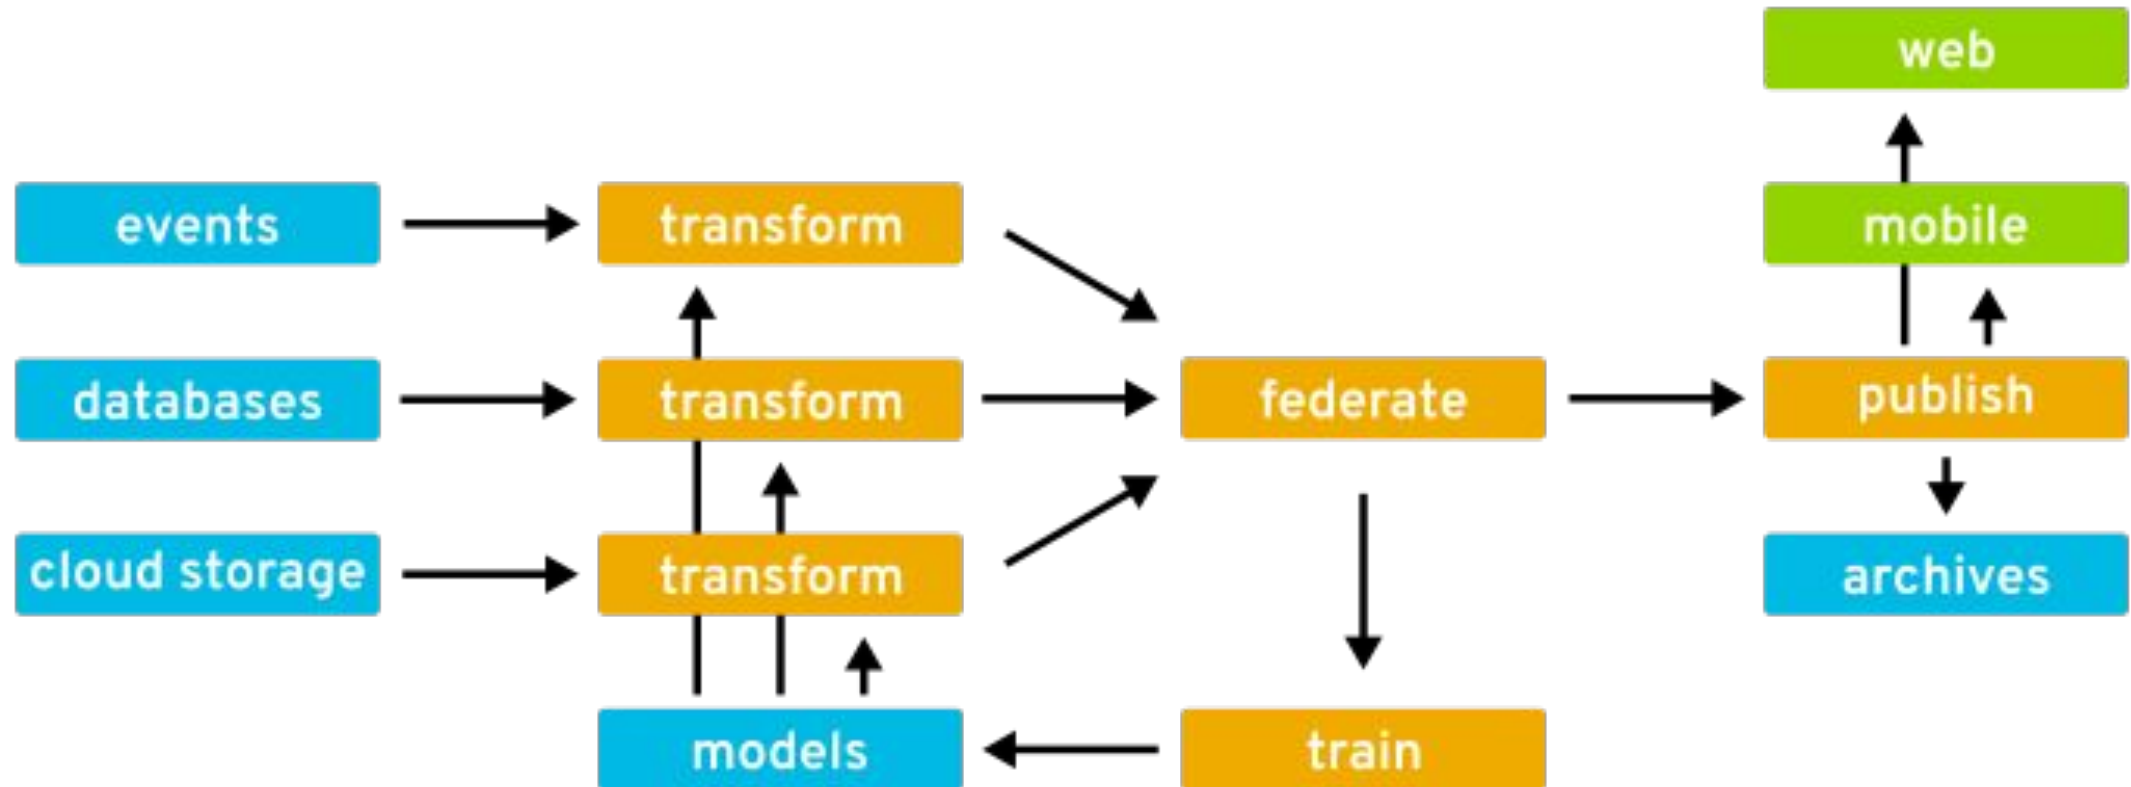 web
events
transform
mobile
databases
transform
federate
publish
cloud storage
transform
archives
models
train